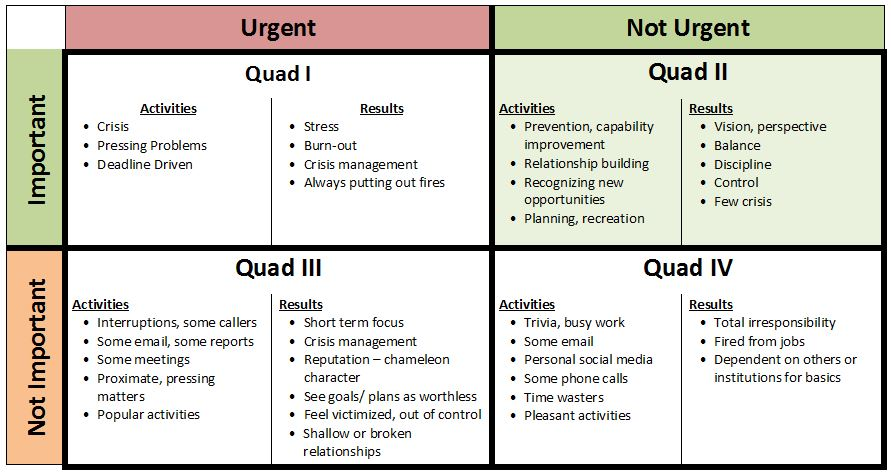 Urgent
Not Urgent
Important
Quad I
Activities
• Crisis
• Pressing Problems
• Deadline Driven
Results
• Stress
• Burn-out
• Crisis management
• Always putting out fires
Quad II
Activities
• Prevention, capability
improvement
• Relationship building
• Recognizing new
opportunities
• Planning, recreation
Results
• Vision, perspective
• Balance
• Discipline
• Control
• Few crisis
Not Important
Quad III
Activities
• Interruptions, some callers
• Some email, some reports
• Some meetings
• Proximate, pressing
matters
• Popular activities
Results
• Short term focus
• Crisis management
• Reputation – chameleon
character
• See goals/ plans as worthless
• Feel victimized, out of control
• Shallow or broken
relationships
Quad IV
Activities
• Trivia, busy work
• Some email
• Personal social media
• Some phone calls
• Time wasters
• Pleasant activities
Results
• Total irresponsibility
• Fired from jobs
• Dependent on others or
institutions for basics